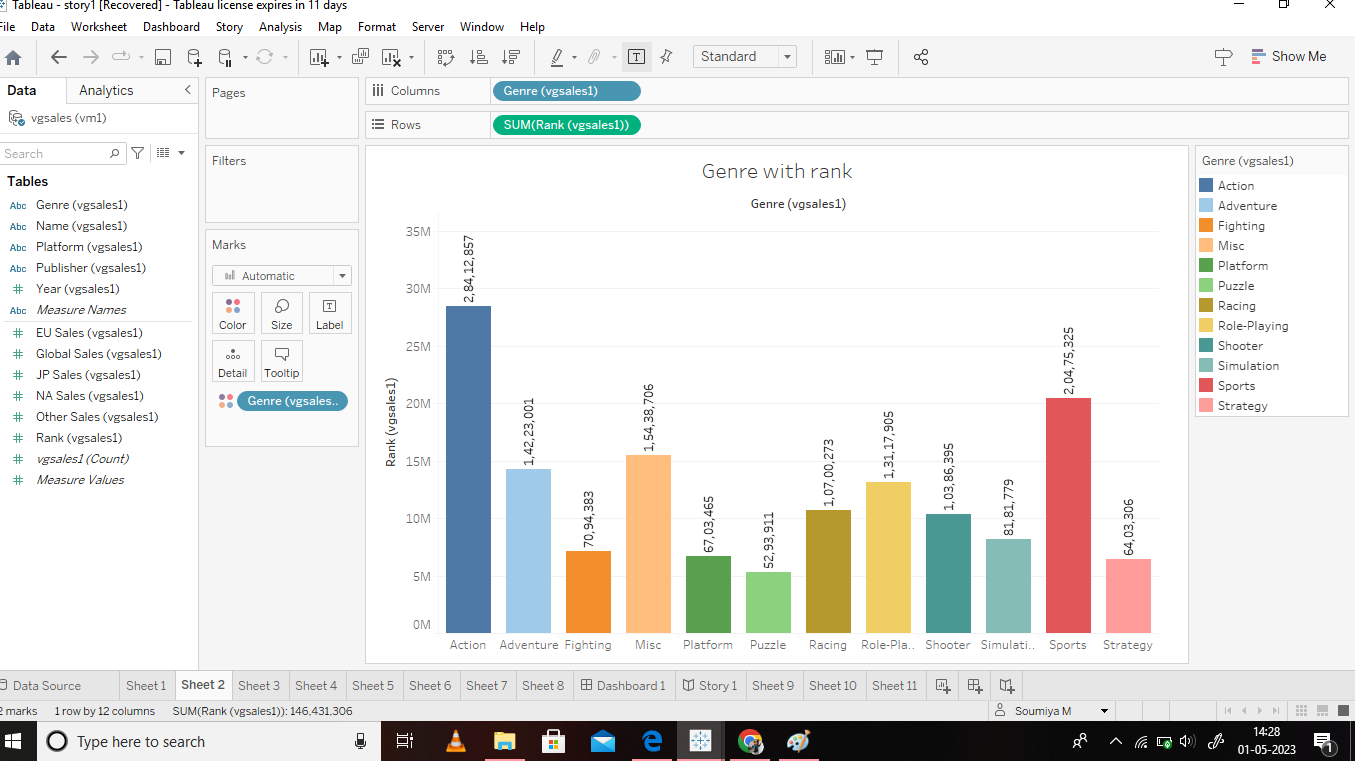 Tableau - story1 [Recovered] - Tableau license expires in 11 days
File Data Worksheet Dashboard Story Analysis Map Format Server Window Help
Standard
Show Me
Data Analytics
vgsales (vm1)
Search
Tables
Abc Genre (vgsales1)
Abc Name (vgsales1)
Abc Platform (vgsales1)
Abc Publisher (vgsales1)
# Year (vgsales1)
Abc Measure Names
# EU Sales (vgsales1)
# Global Sales (vgsales1)
# JP Sales (vgsales1)
# NA Sales (vgsales1)
# Other Sales (vgsales1)
# Rank (vgsales1)
# vgsales1 (Count)
# Measure Values
Pages
Filters
Marks
Automatic
Color Size Label
Detail Tooltip
Genre (vgsales..
Columns Genre (vgsales1)
Rows SUM(Rank (vgsales1))
Genre with rank
Genre (vgsales1)
Rank (vgsales1)
35M
30M
25M
20M
15M
10M
5M
0M
2,84,12,857
1,42,23,001
70,94,383
1,54,38,706
67,03,465
52,93,911
1,07,00,273
1,31,17,905
1,03,86,395
81,81,779
2,04,75,325
64,03,306
Action Adventure Fighting Misc Platform Puzzle Racing Role-Pla.. Shooter Simulati.. Sports Strategy
Genre (vgsales1)
Action
Adventure
Fighting
Misc
Platform
Puzzle
Racing
Role-Playing
Shooter
Simulation
Sports
Strategy
Data Source Sheet 1 Sheet 2 Sheet 3 Sheet 4 Sheet 5 Sheet 6 Sheet 7 Sheet 8 Dashboard 1 Story 1 Sheet 9 Sheet 10 Sheet 11
2 marks 1 row by 12 columns SUM(Rank (vgsales1)): 146,431,306 Soumiya M
Type here to search
14:28
01-05-2023
1